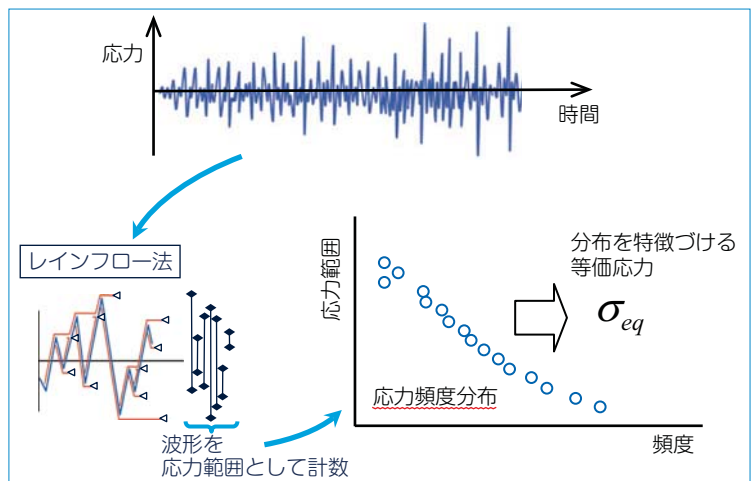 応力
時間
レインフロー法
波形を
応力範囲として計数
応力範囲
応力頻度分布
頻度
分布を特徴づける
等価応力
σeq